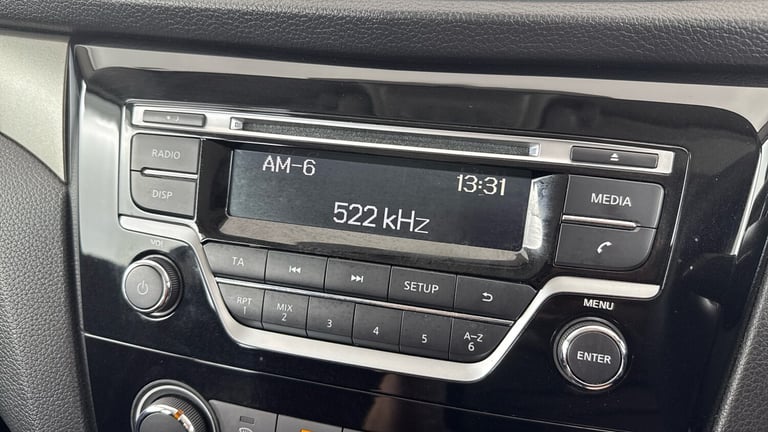 RADIO
DISP
AM-6
13:31
522 kHz
MEDIA
VOL
TA
SETUP
RPT
1
MIX
2
3
4
5
A-Z
6
MENU
ENTER